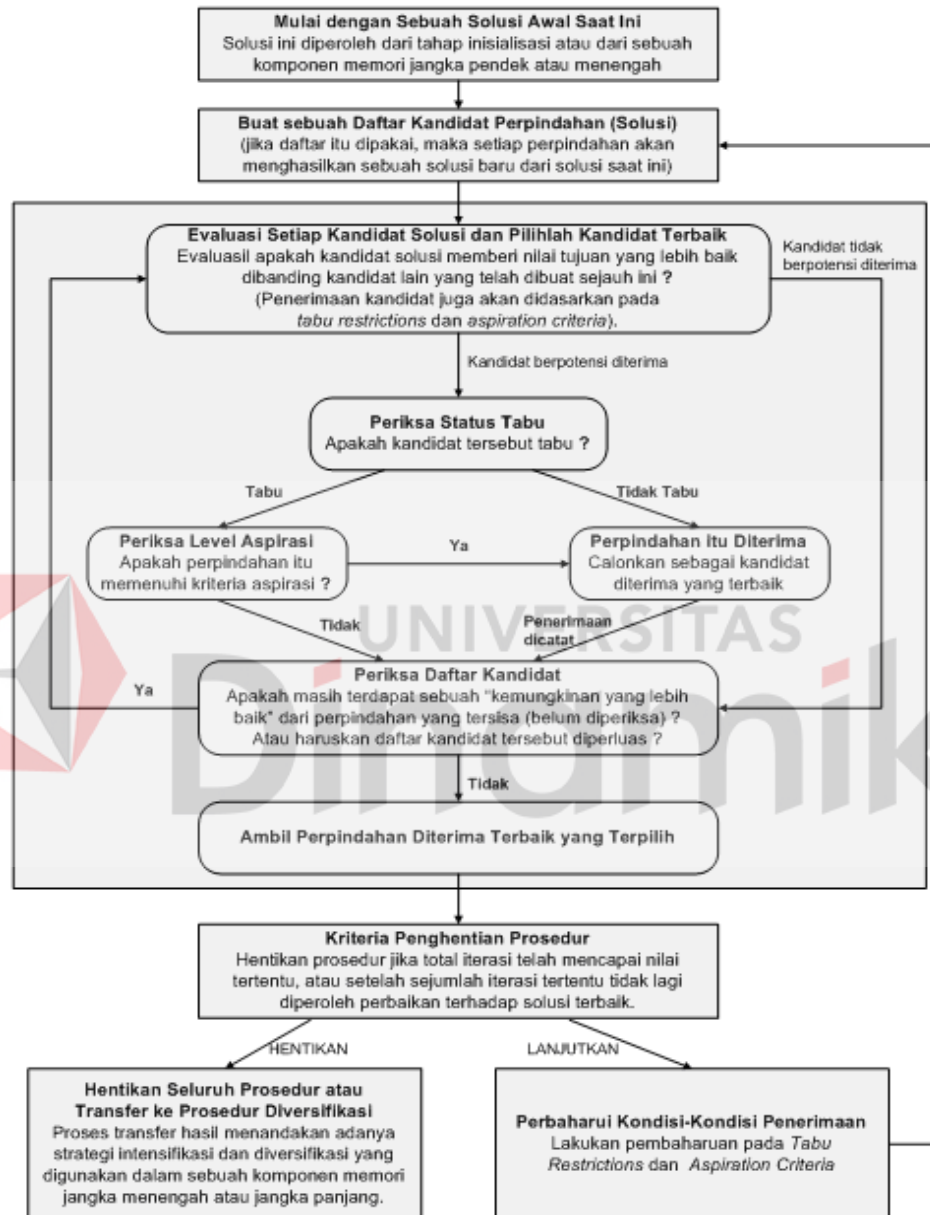 Mulai dengan Sebuah Solusi Awal Saat Ini
Solusi ini diperoleh dari tahap inisialisasi atau dari sebuah
komponen memori jangka pendek atau menengah
Buat sebuah Daftar Kandidat Perpindahan (Solusi)
(jika daftar itu dipakai, maka setiap perpindahan akan
menghasilkan sebuah solusi baru dari solusi saat ini)
Evaluasi Setiap Kandidat Solusi dan Pilihlah Kandidat Terbaik
Evaluasil apakah kandidat solusi memberi nilai tujuan yang lebih baik
dibanding kandidat lain yang telah dibuat sejauh ini ?
(Penerimaan kandidat juga akan didasarkan pada
tabu restrictions dan aspiration criteria).
Kandidat tidak
berpotensi diterima
Kandidat berpotensi diterima
Periksa Status Tabu
Apakah kandidat tersebut tabu ?
Tabu
Tidak Tabu
Periksa Level Aspirasi
Apakah perpindahan itu
memenuhi kriteria aspirasi ?
Ya
Perpindahan itu Diterima
Calonkan sebagai kandidat
diterima yang terbaik
Tidak
Penerimaan
dicatat
UNIVERSITAS
Dinamik
Ya
Periksa Daftar Kandidat
Apakah masih terdapat sebuah "kemungkinan yang lebih
baik" dari perpindahan yang tersisa (belum diperiksa) ?
Atau haruskan daftar kandidat tersebut diperluas ?
Tidak
Ambil Perpindahan Diterima Terbaik yang Terpilih
Kriteria Penghentian Prosedur
Hentikan prosedur jika total iterasi telah mencapai nilai
tertentu, atau setelah sejumlah iterasi tertentu tidak lagi
diperoleh perbaikan terhadap solusi terbaik.
HENTIKAN
LANJUTKAN
Hentikan Seluruh Prosedur atau
Transfer ke Prosedur Diversifikasi
Proses transfer hasil menandakan adanya
strategi intensifikasi dan diversifikasi yang
digunakan dalam sebuah komponen memori
jangka menengah atau jangka panjang.
Perbaharui Kondisi-Kondisi Penerimaan
Lakukan pembaharuan pada Tabu
Restrictions dan Aspiration Criteria